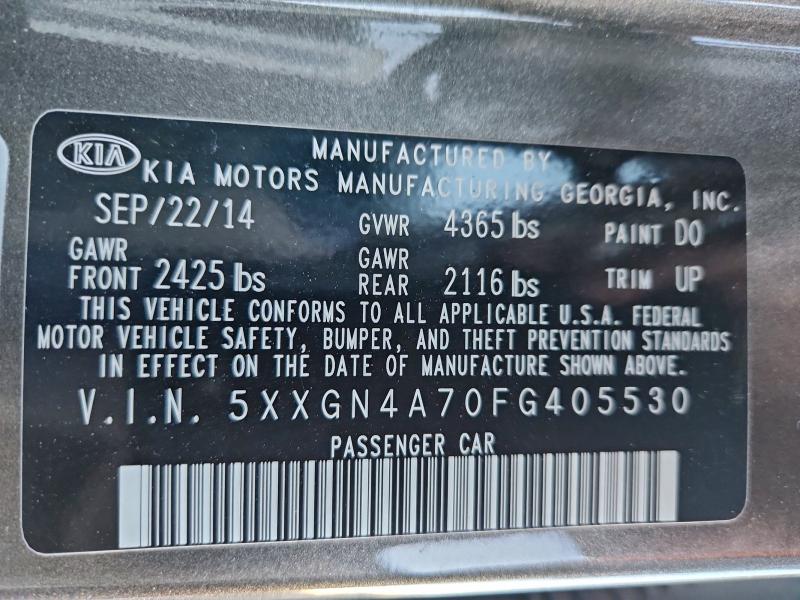 KIA
MANUFACTURED BY
KIA MOTORS MANUFACTURING GEORGIA, INC.
SEP/22/14 GVWR 4365 lbs PAINT DO
GAWR FRONT 2425 lbs GAWR REAR 2116 lbs TRIM UP
THIS VEHICLE CONFORMS TO ALL APPLICABLE U.S.A. FEDERAL
MOTOR VEHICLE SAFETY, BUMPER, AND THEFT PREVENTION STANDARDS
IN EFFECT ON THE DATE OF MANUFACTURE SHOWN ABOVE.
V.I.N. 5XXGN4A70FG405530
PASSENGER CAR